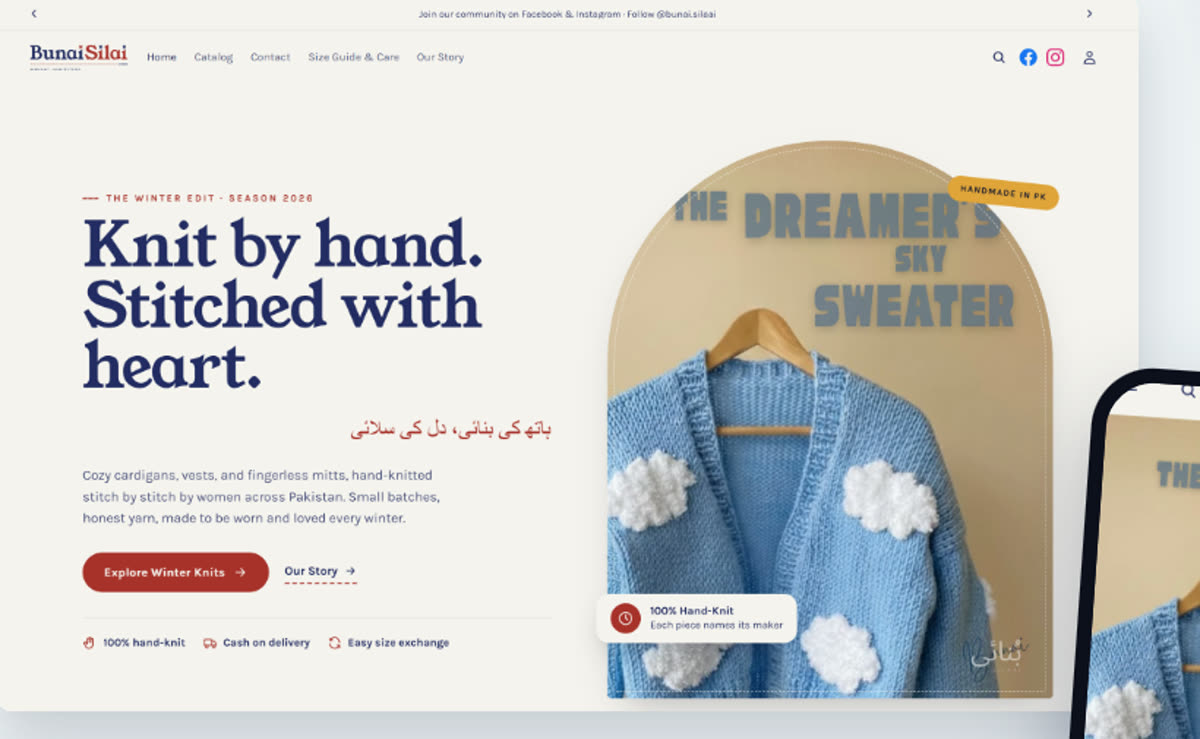 Join our community on Facebook & Instagram · Follow @bunai.silaai
BunaiSilai
Home Catalog Contact Size Guide & Care Our Story
THE WINTER EDIT · SEASON 2026
Knit by hand.
Stitched with
heart.
ہاتھ کی بنائی، دل کی سلائی
Cozy cardigans, vests, and fingerless mitts, hand-knitted
stitch by stitch by women across Pakistan. Small batches,
honest yarn, made to be worn and loved every winter.
Explore Winter Knits → Our Story →
100% hand-knit Cash on delivery Easy size exchange
HANDMADE IN PK
THE DREAMER'S
SKY
SWEATER
100% Hand-Knit
Each piece names its maker
بُنائی
THE